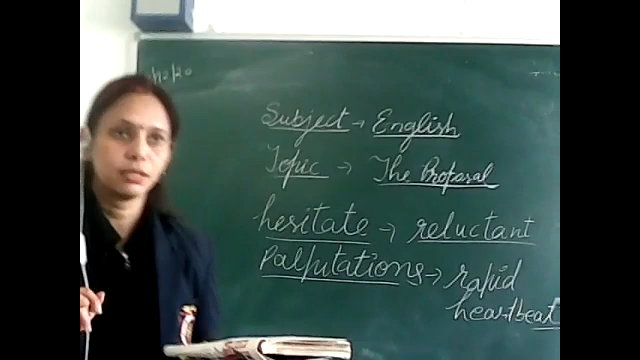 Subject → English
Topic → The Proposal
hesitate → reluctant
Palpitations → rapid
heartbeat